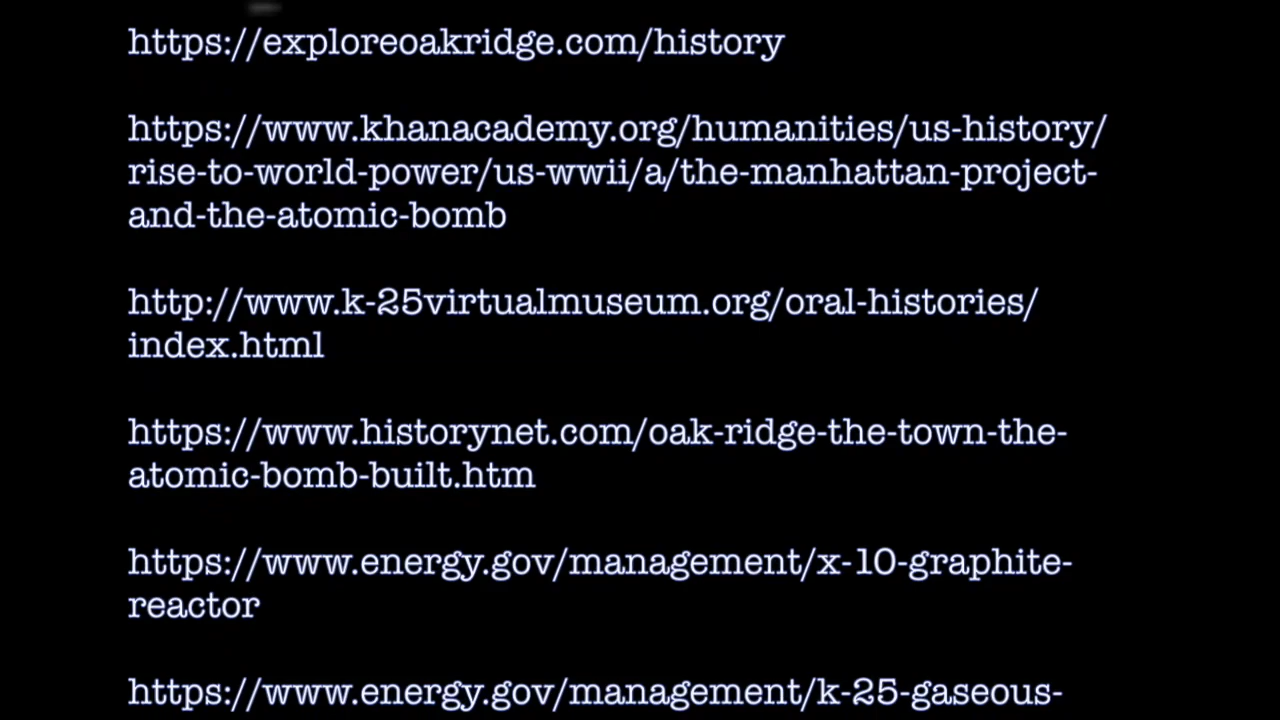 https://exploreoakridge.com/history
https://www.khanacademy.org/humanities/us-history/
rise-to-world-power/us-wwii/a/the-manhattan-project-
and-the-atomic-bomb
http://www.k-25virtualmuseum.org/oral-histories/
index.html
https://www.historynet.com/oak-ridge-the-town-the-
atomic-bomb-built.htm
https://www.energy.gov/management/x-10-graphite-
reactor
https://www.energy.gov/management/k-25-gaseous-